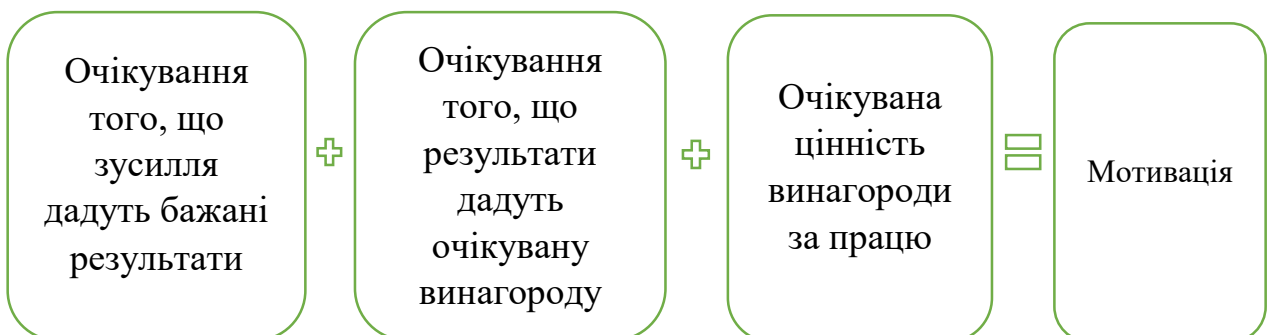 Очікування
того, що
зусилля
дадуть бажані
результати
Очікування
того, що
результати
дадуть
очікувану
винагороду
Очікувана
цінність
винагороди
за працю
Мотивація